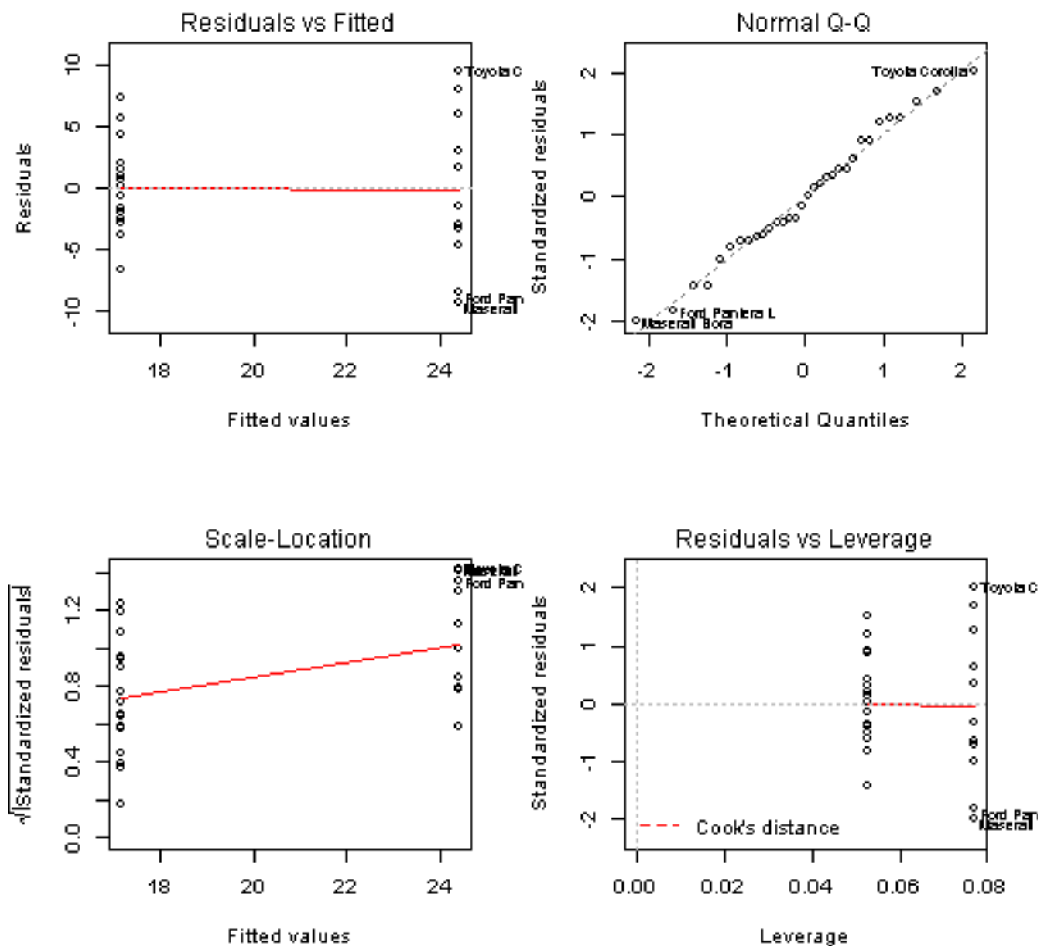 Residuals vs Fitted
Residuals
10
5
0
-5
-10
Toyota C
Ford Pan
Maserati
18
20
22
24
Fitted values
Normal Q-Q
Standardized residuals
2
1
0
-1
-2
Toyota Corolla
Ford Pantera L
Maserati Bora
-2
-1
0
1
2
Theoretical Quantiles
Scale-Location
√|Standardized residuals|
1.2
0.8
0.4
0.0
Ford Pan
18
20
22
24
Fitted values
Residuals vs Leverage
Standardized residuals
2
1
0
-1
-2
Toyota C
Ford Pan
Maserati
Cook's distance
0.00
0.02
0.04
0.06
0.08
Leverage